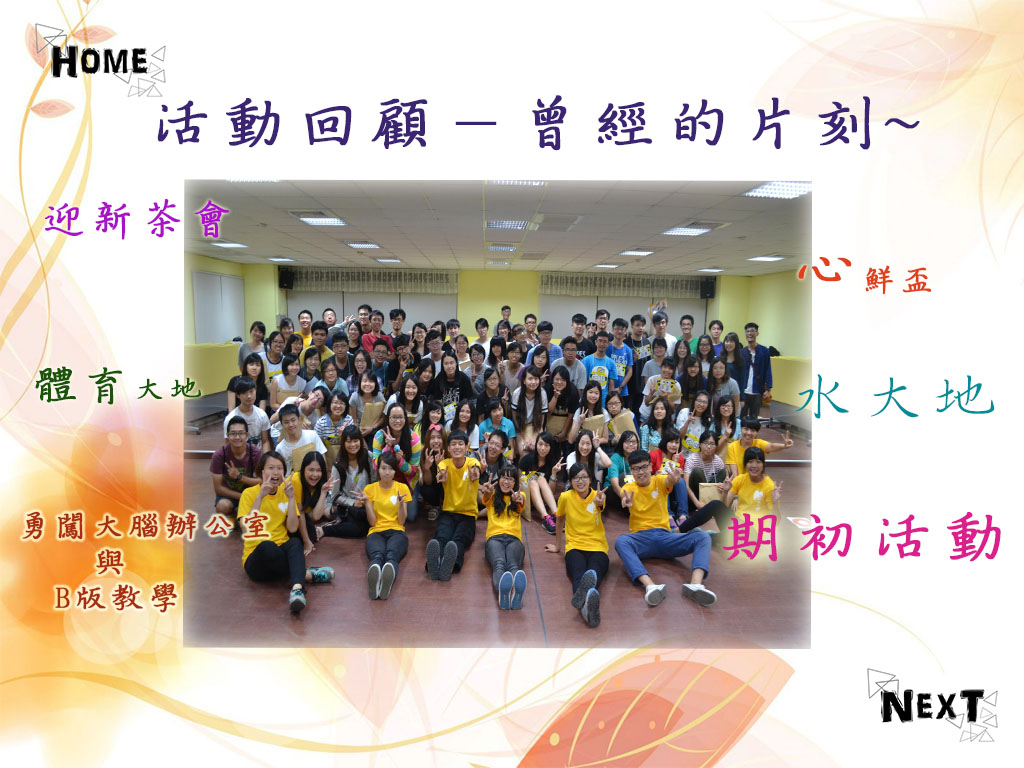 HOME
活動回顧－曾經的片刻~
迎新茶會
心鮮盃
體育大地
水大地
勇闖大腦辦公室
與
B版教學
期初活動
NEXT